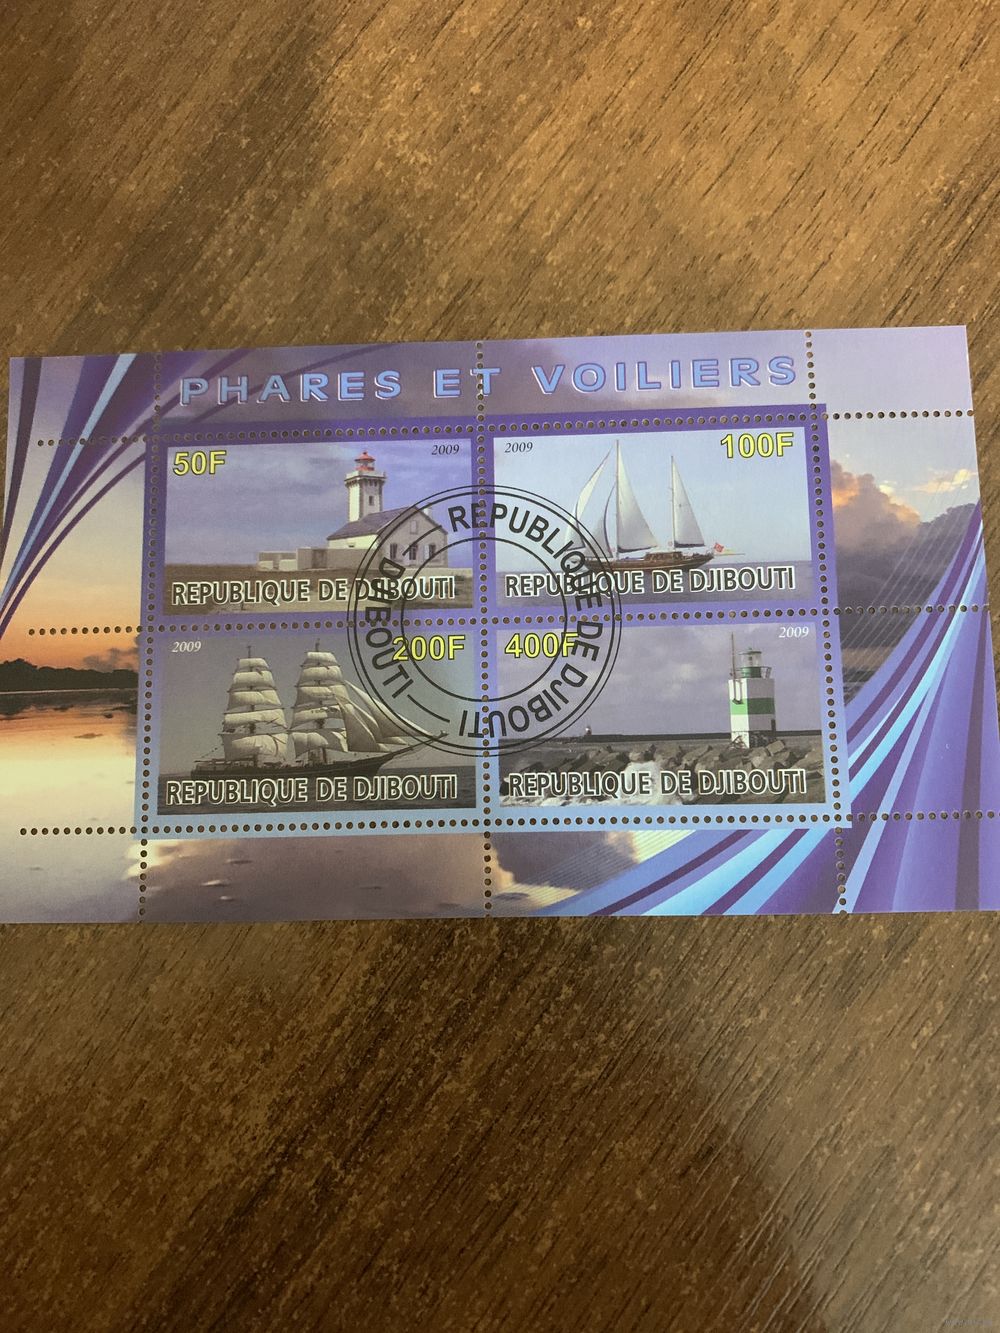 PHARES ET VOILIERS
50F
2009
REPUBLIQUE DE DJIBOUTI
2009
100F
REPUBLIQUE DE DJIBOUTI
2009
200F
REPUBLIQUE DE DJIBOUTI
400F
2009
REPUBLIQUE DE DJIBOUTI
REPUBLIQUE DE DJIBOUTI — ITUOBIJD